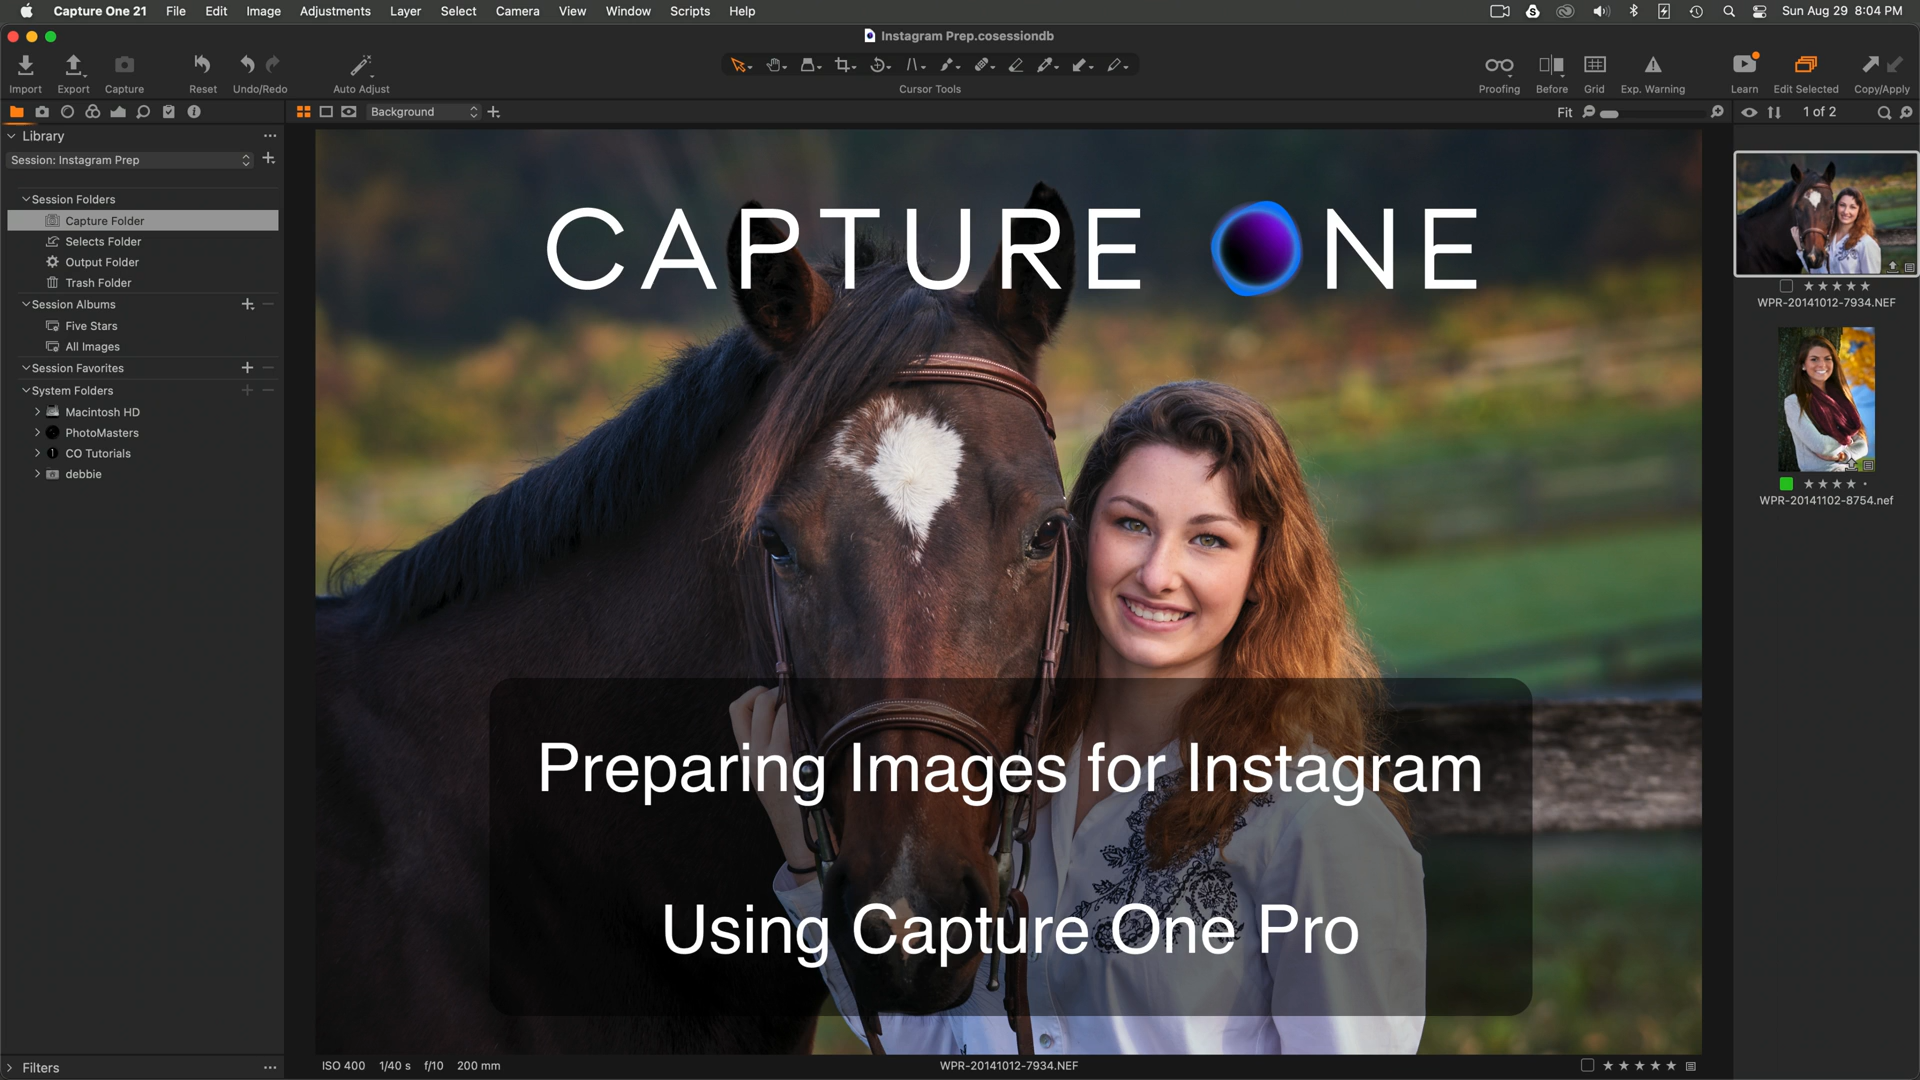 Capture One 21 File Edit Image Adjustments Layer Select Camera View Window Scripts Help Sun Aug 29 8:04 PM
Instagram Prep.cosessiondb
Import Export Capture Reset Undo/Redo Auto Adjust Cursor Tools Proofing Before Grid Exp. Warning Learn Edit Selected Copy/Apply
Background Fit 1 of 2
Library
Session: Instagram Prep
Session Folders
Capture Folder
Selects Folder
Output Folder
Trash Folder
Session Albums
Five Stars
All Images
Session Favorites
System Folders
Macintosh HD
PhotoMasters
CO Tutorials
debbie
Filters
CAPTURE ONE
Preparing Images for Instagram
Using Capture One Pro
ISO 400 1/40 s f/10 200 mm WPR-20141012-7934.NEF
WPR-20141012-7934.NEF
WPR-20141102-8754.nef